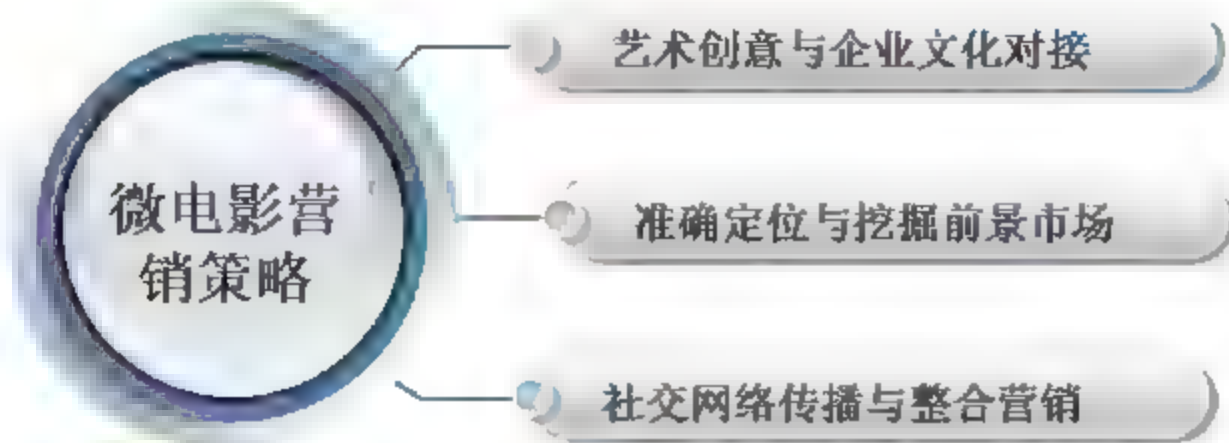 微电影营
销策略
艺术创意与企业文化对接
准确定位与挖掘前景市场
社交网络传播与整合营销